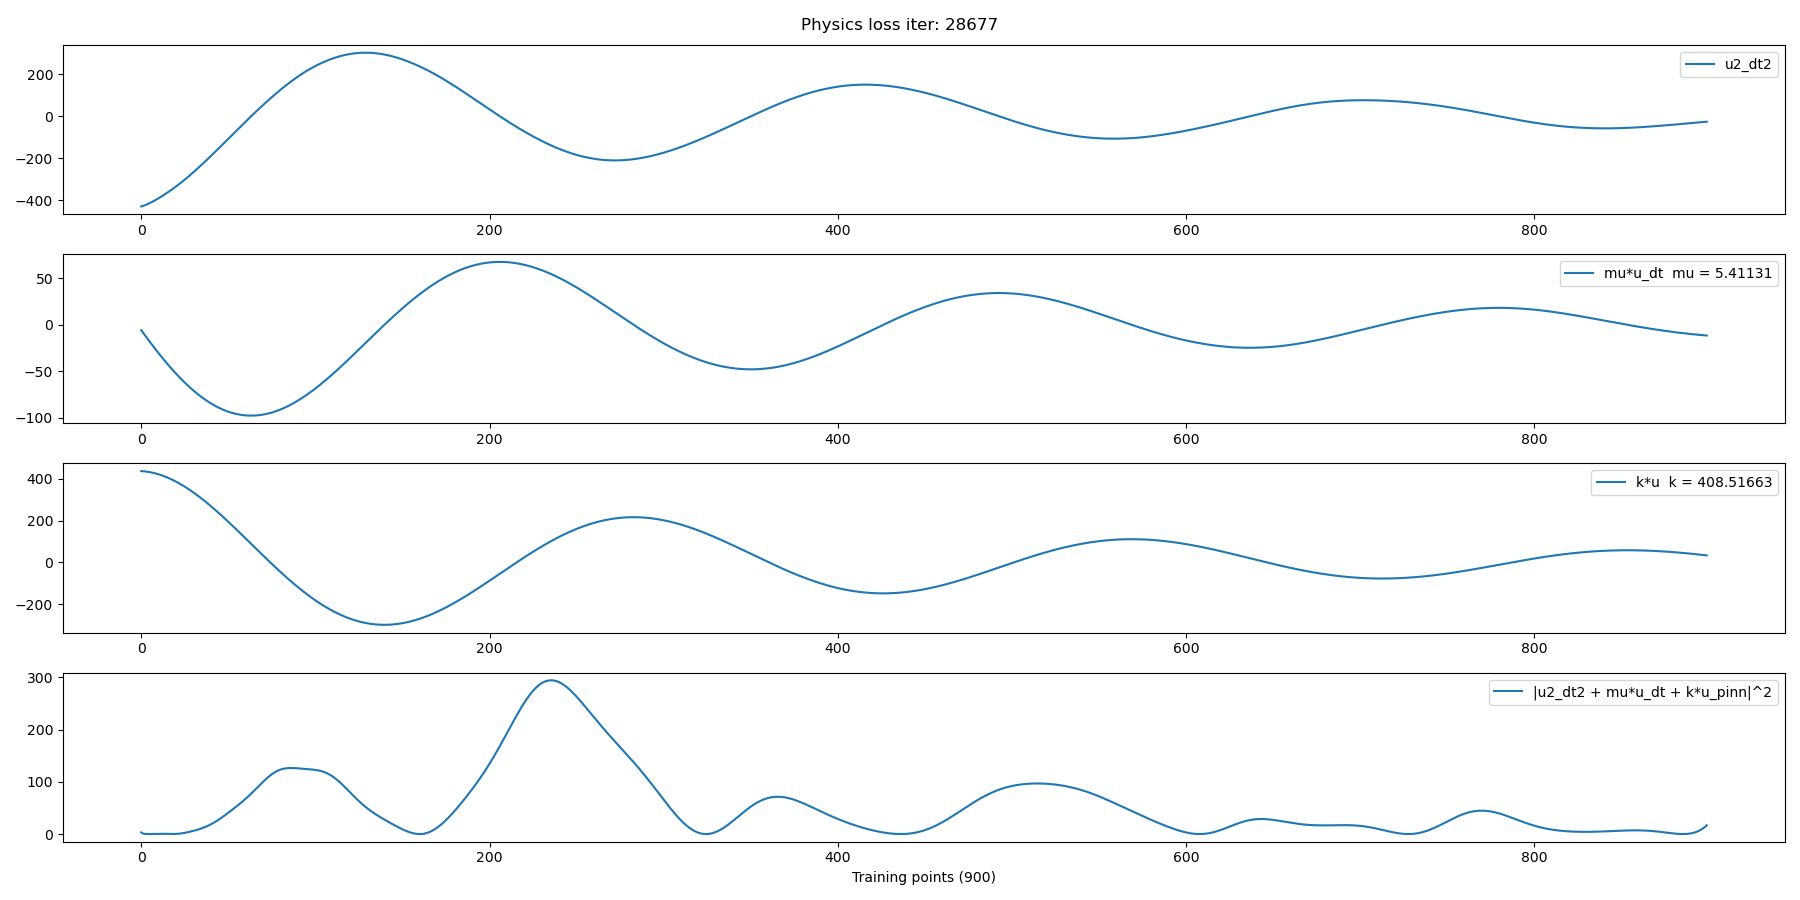 Physics loss iter: 28677
200
0
−200
−400
u2_dt2
0 200 400 600 800
50
0
−50
−100
mu*u_dt  mu = 5.41131
0 200 400 600 800
400
200
0
−200
k*u  k = 408.51663
0 200 400 600 800
300
200
100
0
|u2_dt2 + mu*u_dt + k*u_pinn|^2
0 200 400 600 800
Training points (900)